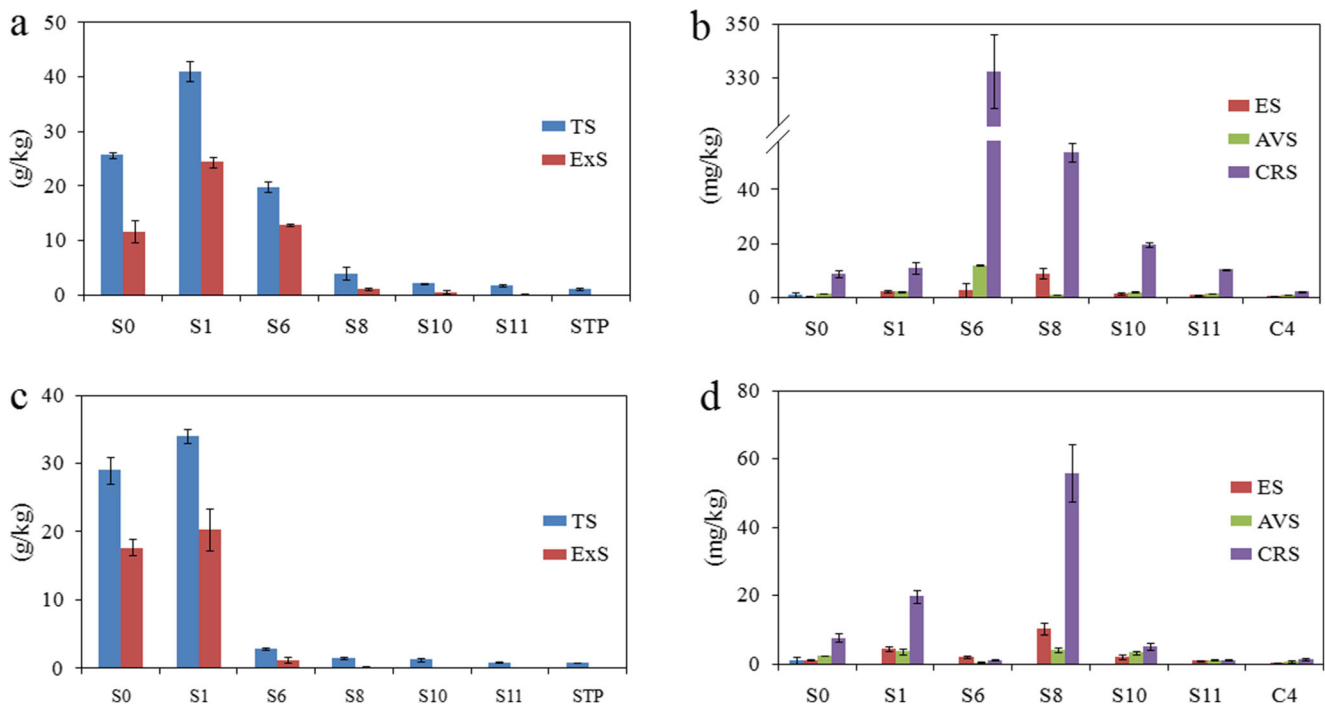 a
50
40
30
20
10
0
(g/kg)
TS
ExS
S0 S1 S6 S8 S10 S11 STP
b
350
330
40
20
0
(mg/kg)
ES
AVS
CRS
S0 S1 S6 S8 S10 S11 C4
c
40
30
20
10
0
(g/kg)
TS
ExS
S0 S1 S6 S8 S10 S11 STP
d
80
60
40
20
0
(mg/kg)
ES
AVS
CRS
S0 S1 S6 S8 S10 S11 C4